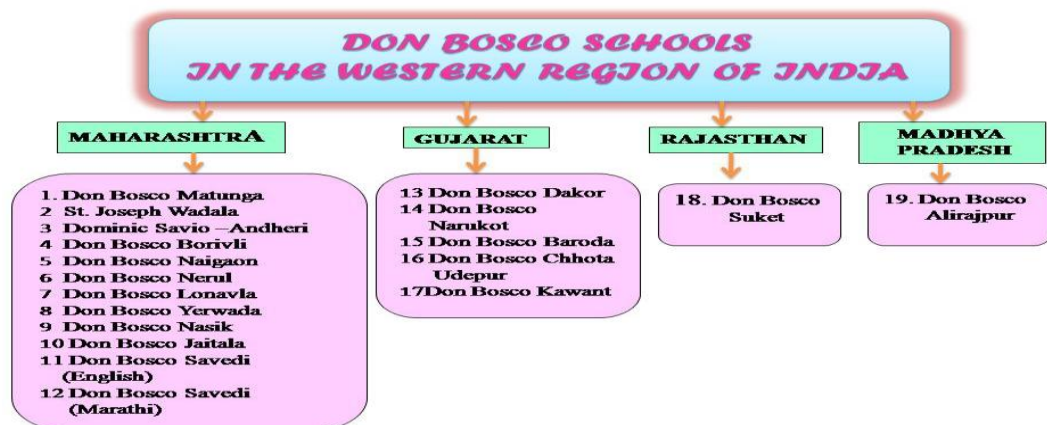 DON BOSCO SCHOOLS
IN THE WESTERN REGION OF INDIA
MAHARASHTRA
1. Don Bosco Matunga
2 St. Joseph Wadala
3 Dominic Savio –Andheri
4 Don Bosco Borivli
5 Don Bosco Naigaon
6 Don Bosco Nerul
7 Don Bosco Lonavla
8 Don Bosco Yerwada
9 Don Bosco Nasik
10 Don Bosco Jaitala
11 Don Bosco Savedi
(English)
12 Don Bosco Savedi
(Marathi)
GUJARAT
13 Don Bosco Dakor
14 Don Bosco
Narukot
15 Don Bosco Baroda
16 Don Bosco Chhota
Udepur
17Don Bosco Kawant
RAJASTHAN
18. Don Bosco
Suket
MADHYA
PRADESH
19. Don Bosco
Alirajpur